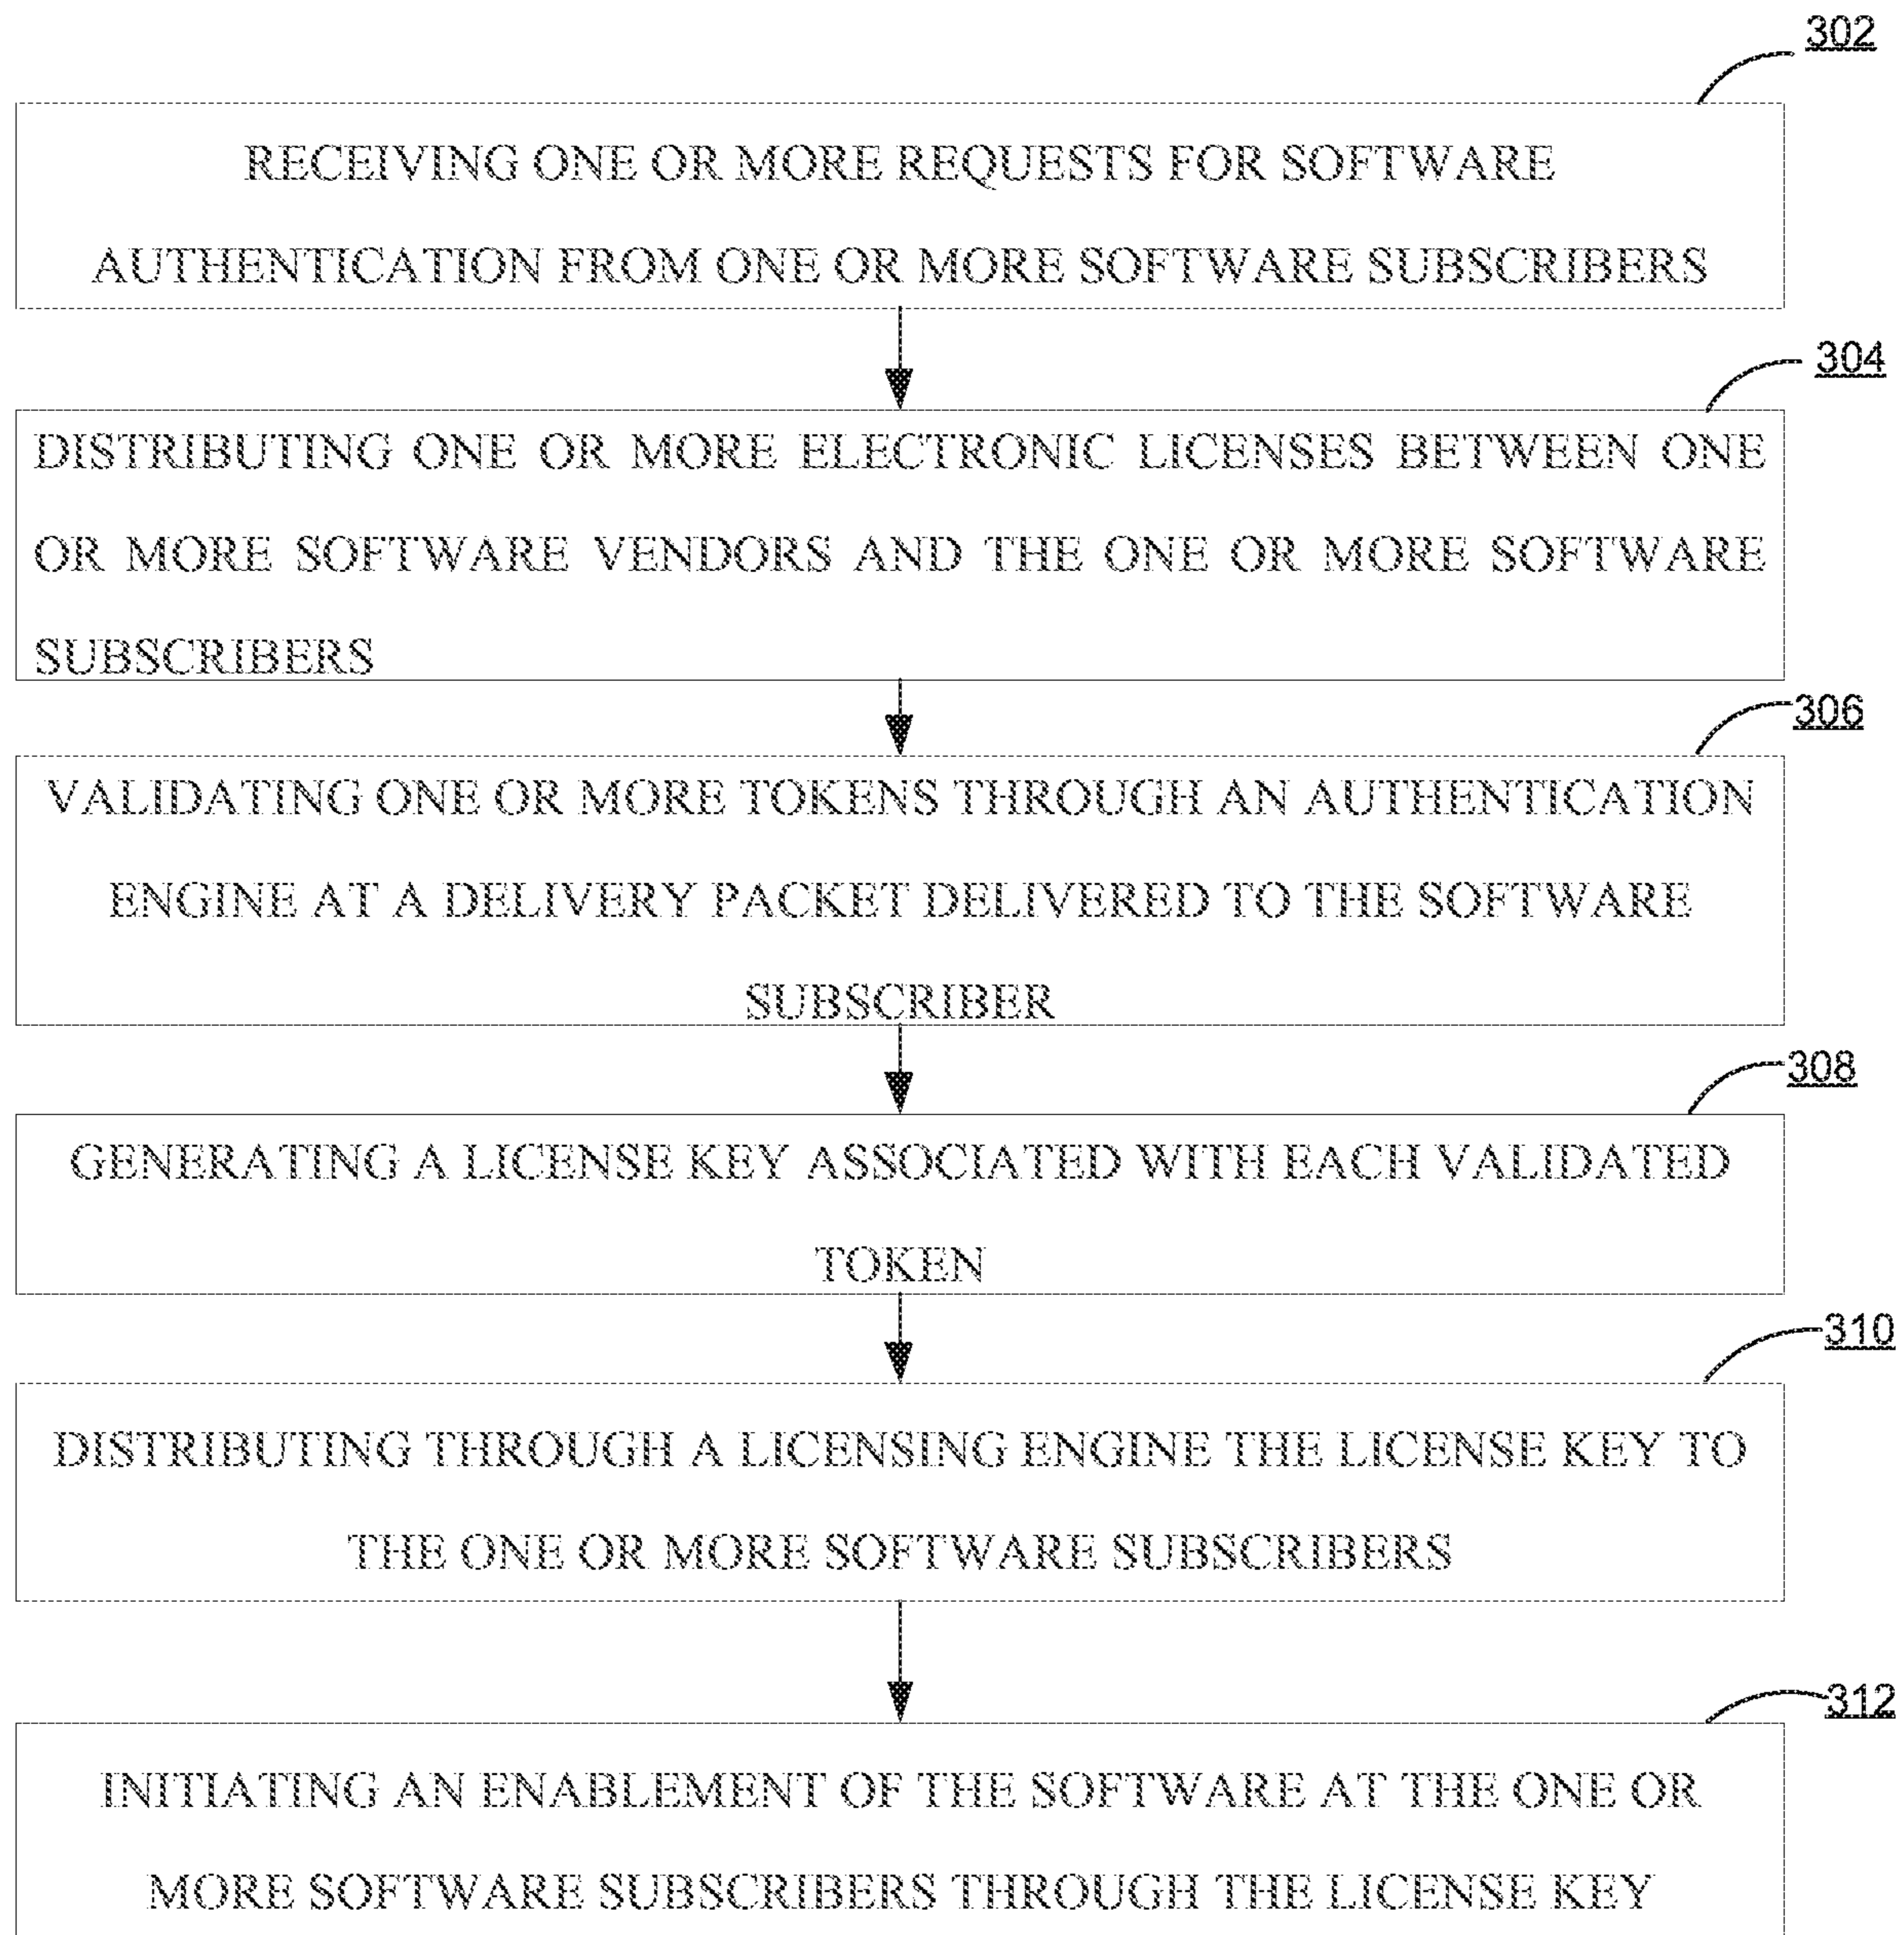 302
RECEIVING ONE OR MORE REQUESTS FOR SOFTWARE
AUTHENTICATION FROM ONE OR MORE SOFTWARE SUBSCRIBERS
304
DISTRIBUTING ONE OR MORE ELECTRONIC LICENSES BETWEEN ONE
OR MORE SOFTWARE VENDORS AND THE ONE OR MORE SOFTWARE
SUBSCRIBERS
306
VALIDATING ONE OR MORE TOKENS THROUGH AN AUTHENTICATION
ENGINE AT A DELIVERY PACKET DELIVERED TO THE SOFTWARE
SUBSCRIBER
308
GENERATING A LICENSE KEY ASSOCIATED WITH EACH VALIDATED
TOKEN
310
DISTRIBUTING THROUGH A LICENSING ENGINE THE LICENSE KEY TO
THE ONE OR MORE SOFTWARE SUBSCRIBERS
312
INITIATING AN ENABLEMENT OF THE SOFTWARE AT THE ONE OR
MORE SOFTWARE SUBSCRIBERS THROUGH THE LICENSE KEY